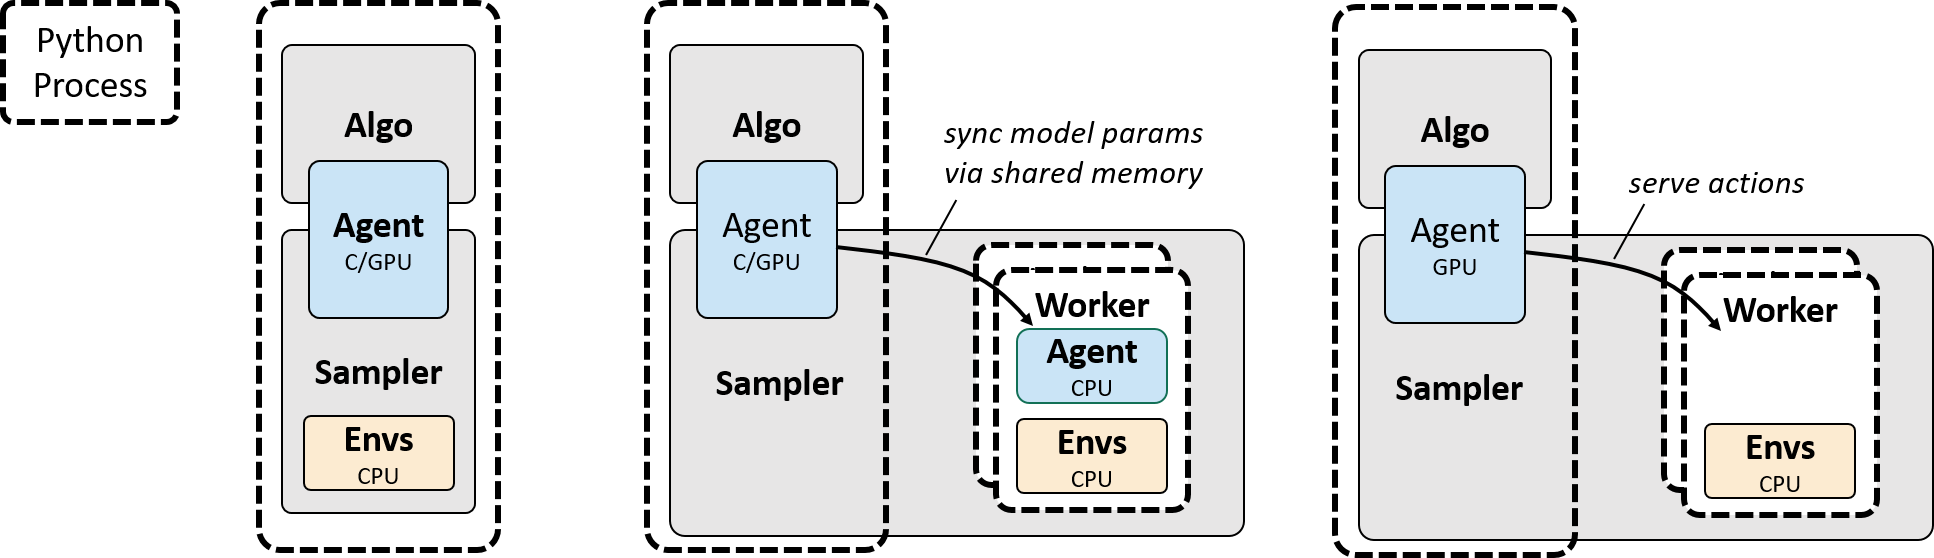 Python
Process
Algo
Agent
C/GPU
Sampler
Envs
CPU
Algo
Agent
C/GPU
Sampler
sync model params
via shared memory
Worker
Agent
CPU
Envs
CPU
Algo
Agent
GPU
Sampler
serve actions
Worker
Envs
CPU